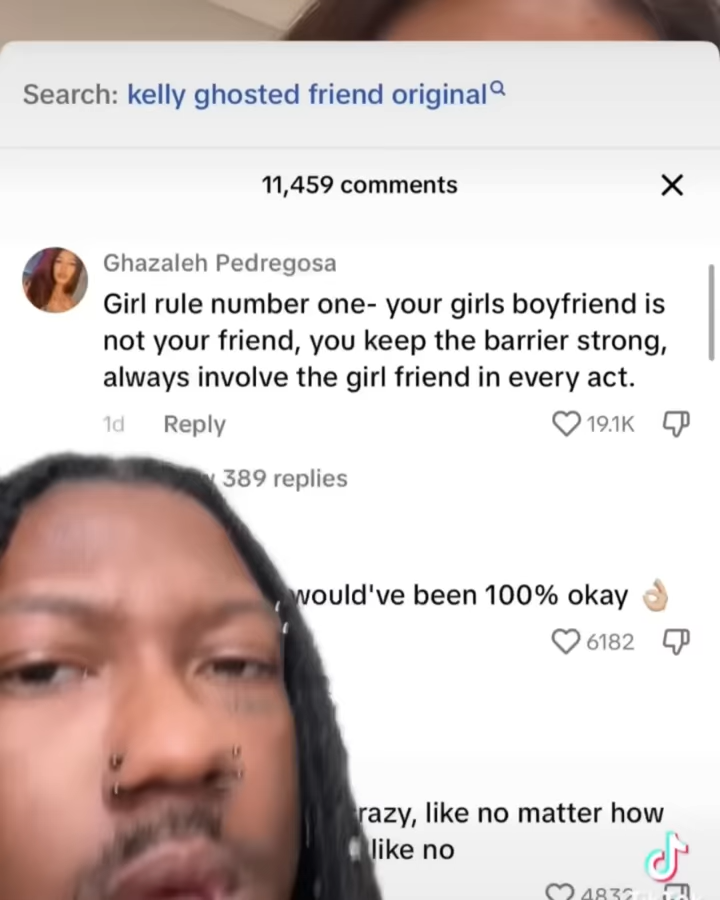 Search: kelly ghosted friend original
11,459 comments
Ghazaleh Pedregosa
Girl rule number one- your girls boyfriend is
not your friend, you keep the barrier strong,
always involve the girl friend in every act.
1d Reply 19.1K
389 replies
would've been 100% okay 👌🏼
6182
razy, like no matter how
like no
483